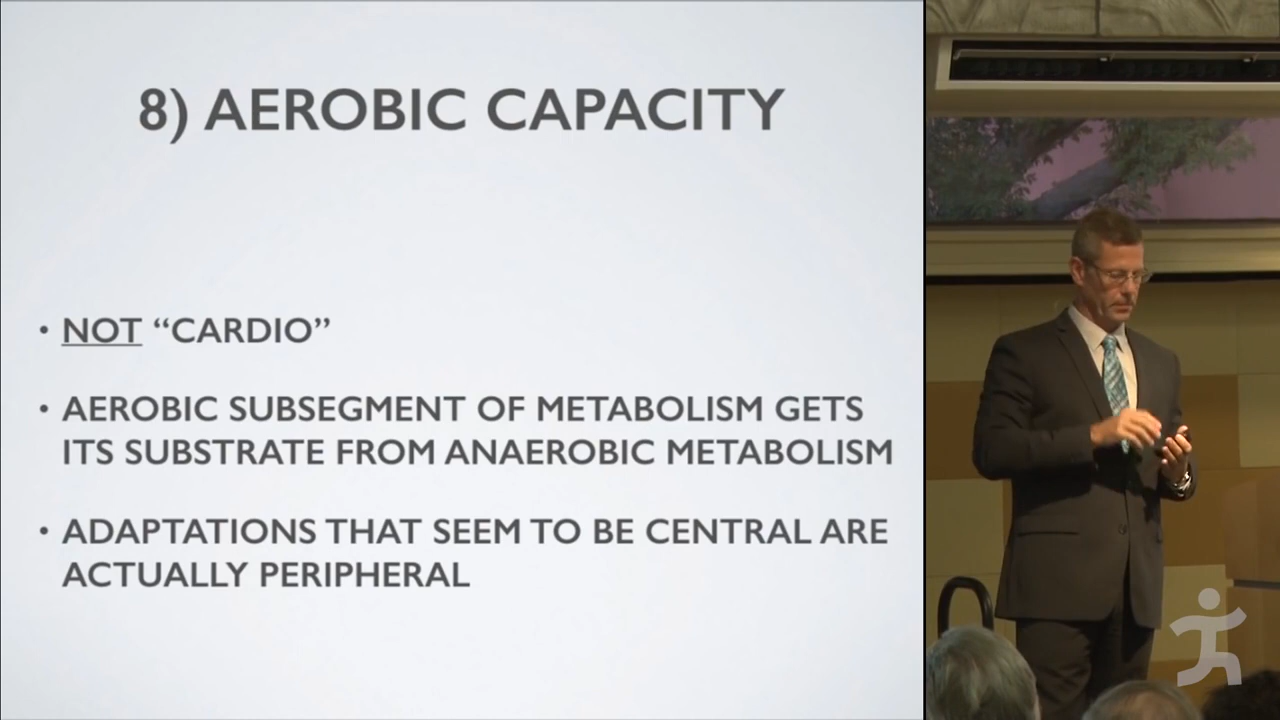 8) AEROBIC CAPACITY
• NOT “CARDIO”
• AEROBIC SUBSEGMENT OF METABOLISM GETS
ITS SUBSTRATE FROM ANAEROBIC METABOLISM
• ADAPTATIONS THAT SEEM TO BE CENTRAL ARE
ACTUALLY PERIPHERAL